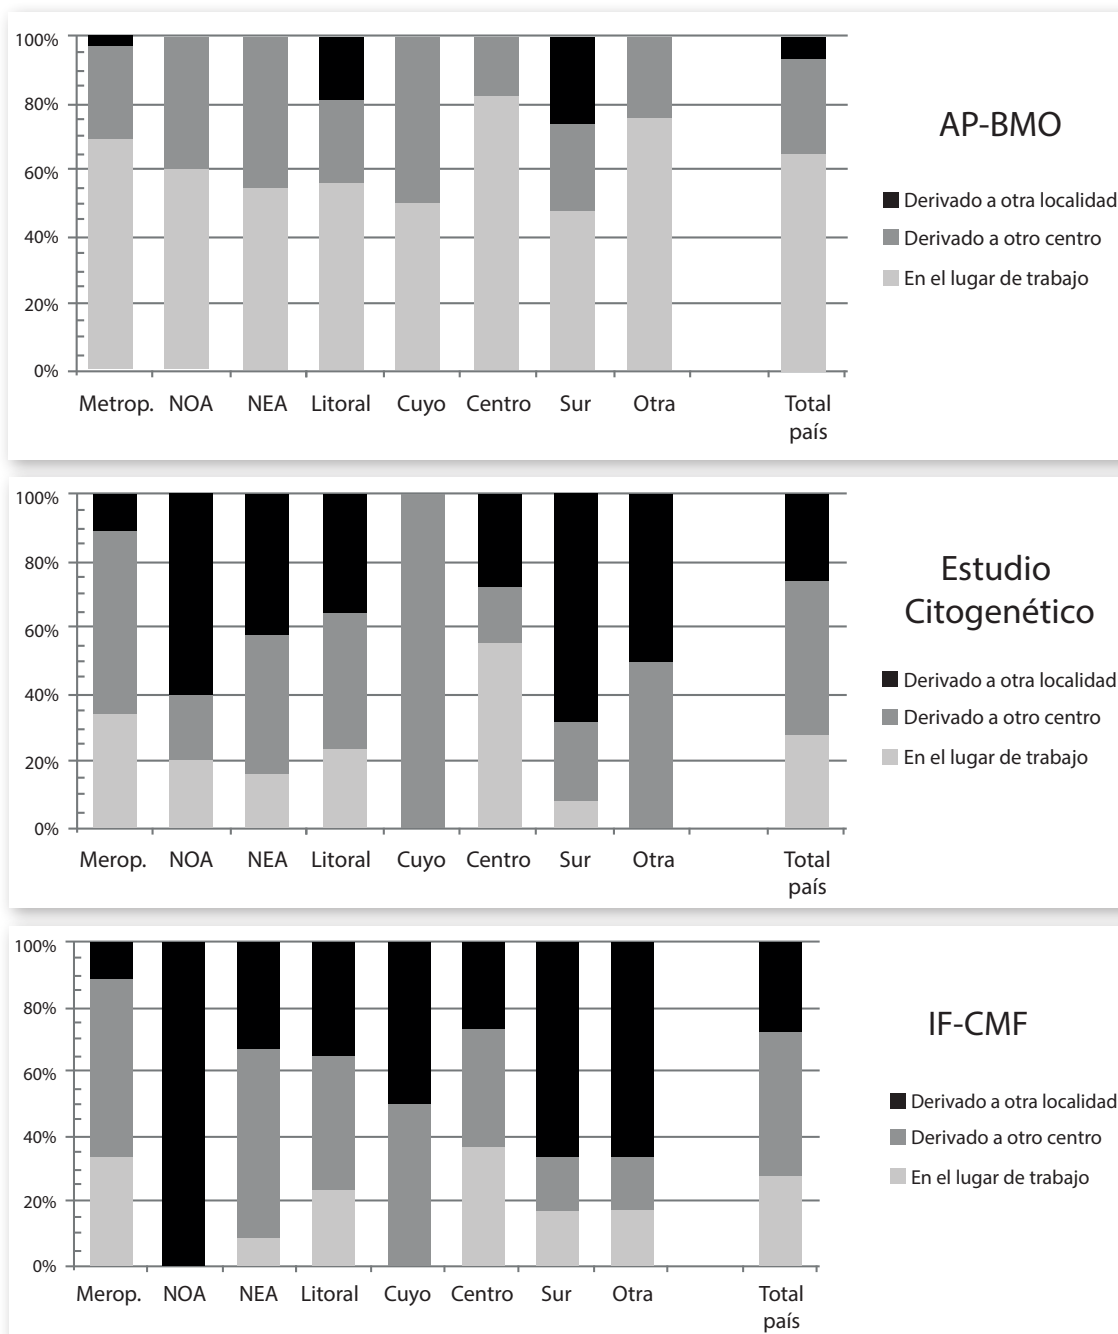 100%
80%
60%
40%
20%
0%
Metrop. NOA NEA Litoral Cuyo Centro Sur Otra Total
país
AP-BMO
Derivado a otra localidad
Derivado a otro centro
En el lugar de trabajo
100%
80%
60%
40%
20%
0%
Merop. NOA NEA Litoral Cuyo Centro Sur Otra Total
país
Estudio
Citogenético
Derivado a otra localidad
Derivado a otro centro
En el lugar de trabajo
100%
80%
60%
40%
20%
0%
Merop. NOA NEA Litoral Cuyo Centro Sur Otra Total
país
IF-CMF
Derivado a otra localidad
Derivado a otro centro
En el lugar de trabajo